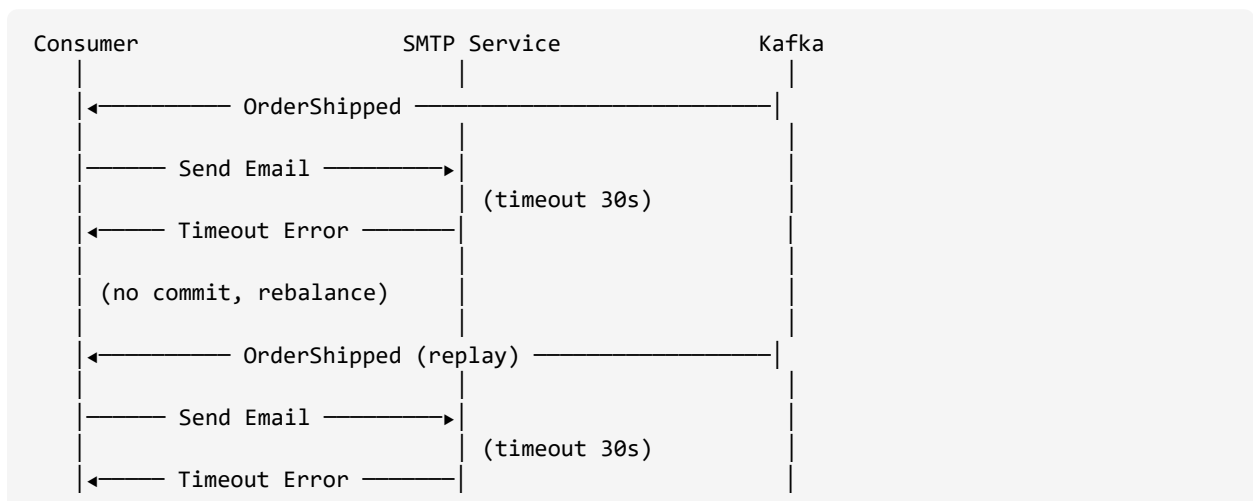 Consumer SMTP Service Kafka
OrderShipped
Send Email
(timeout 30s)
Timeout Error
(no commit, rebalance)
OrderShipped (replay)
Send Email
(timeout 30s)
Timeout Error